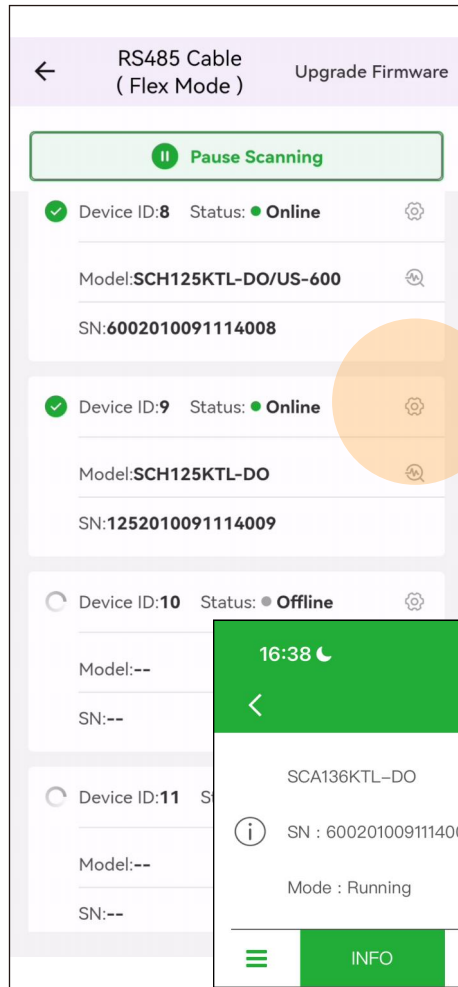 RS485 Cable
( Flex Mode )
Upgrade Firmware
Pause Scanning
Device ID:8 Status: Online
Model:SCH125KTL-DO/US-600
SN:6002010091114008
Device ID:9 Status: Online
Model:SCH125KTL-DO
SN:1252010091114009
Device ID:10 Status: Offline
Model:--
SN:--
Device ID:11
Model:--
SN:--
16:38
SCA136KTL-DO
SN : 60020100911140
Mode : Running
INFO